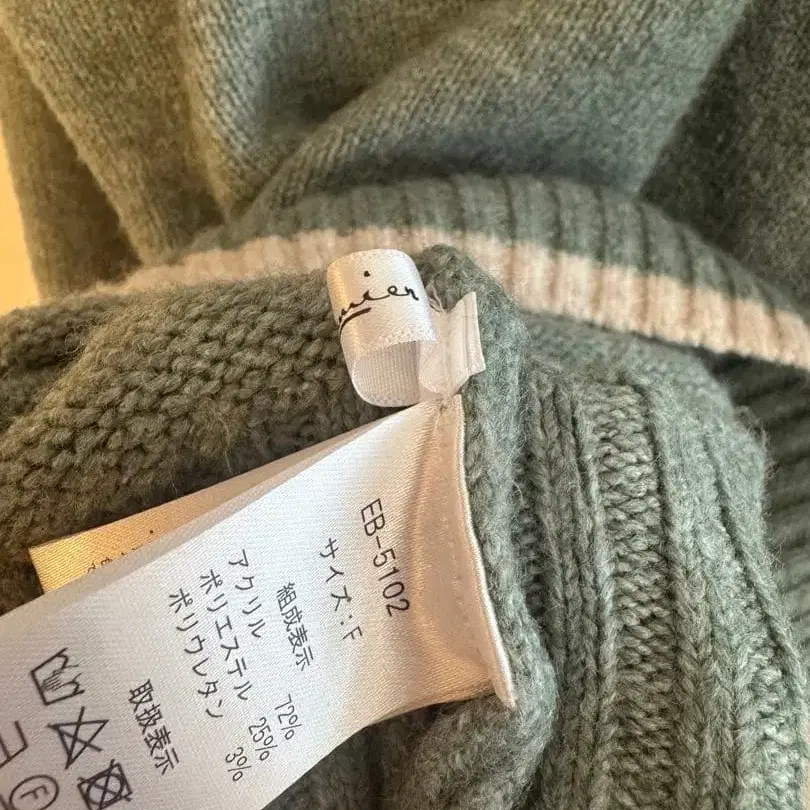 EB-5102
サイズ:F
組成表示
アクリル 72%
ポリエステル 25%
ポリウレタン 3%
取扱表示
F